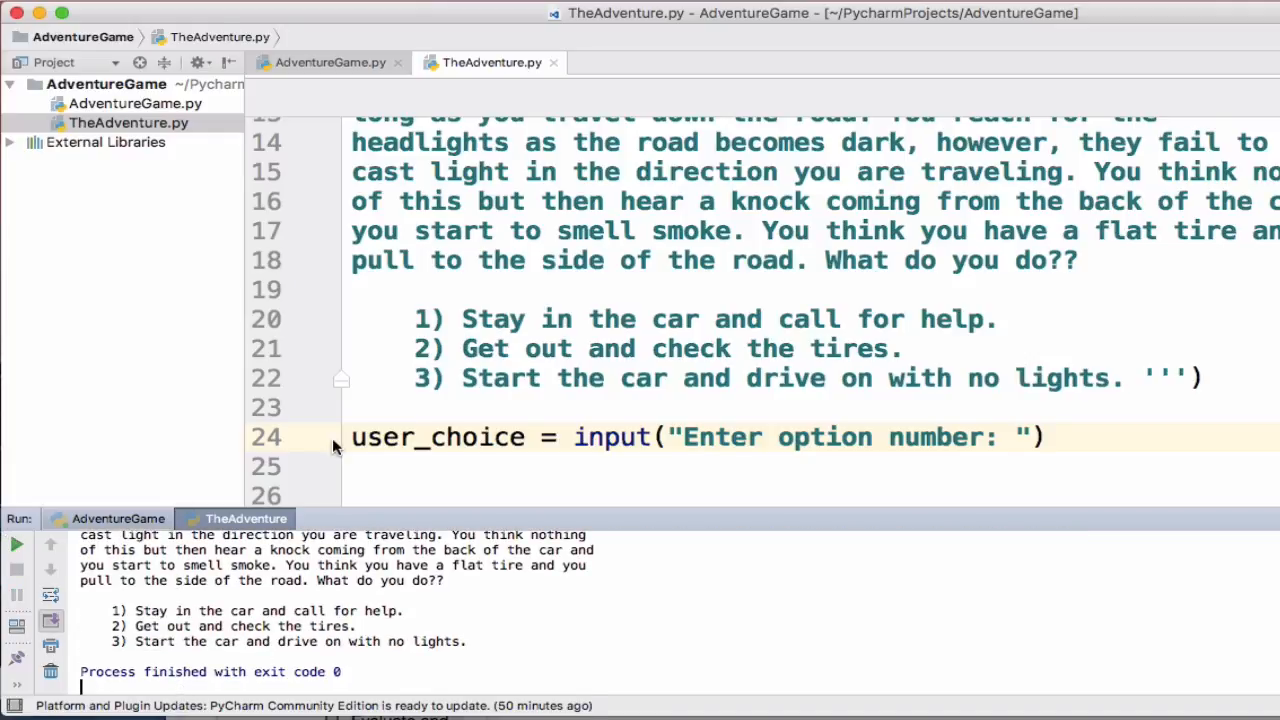 TheAdventure.py - AdventureGame - [~/PycharmProjects/AdventureGame]
AdventureGame
TheAdventure.py
Project
AdventureGame.py
TheAdventure.py
AdventureGame ~/Pycharm
AdventureGame.py
TheAdventure.py
External Libraries
long as you travel down the road. You reach for the
14 headlights as the road becomes dark, however, they fail to
15 cast light in the direction you are traveling. You think no
16 of this but then hear a knock coming from the back of the c
17 you start to smell smoke. You think you have a flat tire an
18 pull to the side of the road. What do you do??
19
20 1) Stay in the car and call for help.
21 2) Get out and check the tires.
22 3) Start the car and drive on with no lights. ''')
23
24 user_choice = input("Enter option number: ")
25
26
Run: AdventureGame TheAdventure
cast light in the direction you are traveling. You think nothing
of this but then hear a knock coming from the back of the car and
you start to smell smoke. You think you have a flat tire and you
pull to the side of the road. What do you do??
1) Stay in the car and call for help.
2) Get out and check the tires.
3) Start the car and drive on with no lights.
Process finished with exit code 0
Platform and Plugin Updates: PyCharm Community Edition is ready to update. (50 minutes ago)